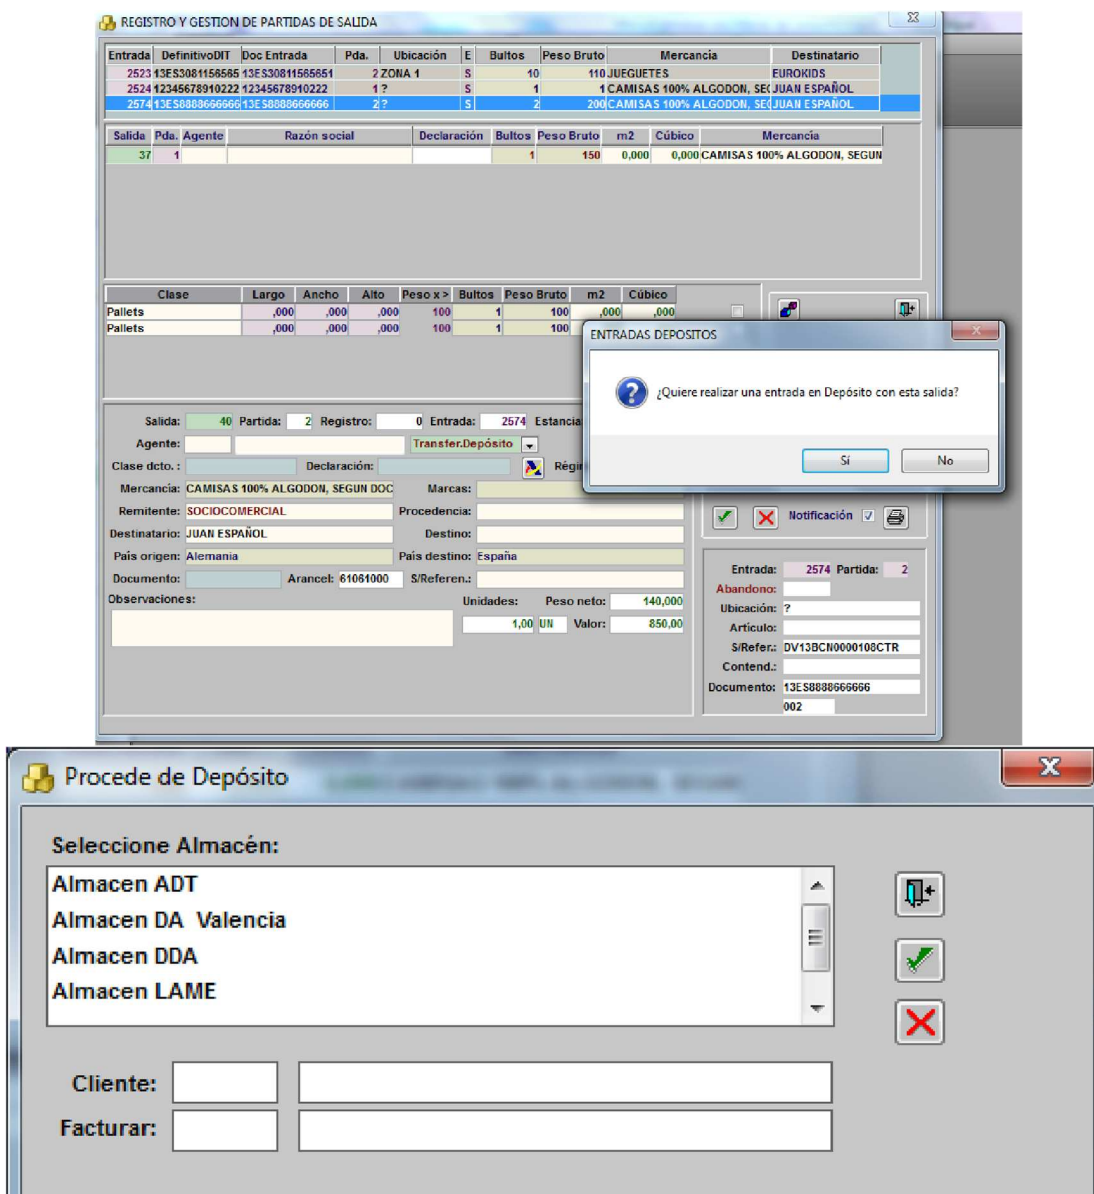 REGISTRO Y GESTION DE PARTIDAS DE SALIDA
Entrada DefinitivoDIT Doc Entrada Pda. Ubicación E Bultos Peso Bruto Mercancia Destinatario
2523 13ES3081156565 13ES30811565651 2 ZONA 1 S 10 110 JUEGUETES EUROKIDS
2524 12345678910222 12345678910222 1 ? S 1 1 CAMISAS 100% ALGODON, SE( JUAN ESPAÑOL
2574 13ES8888666666 13ES8888666666 2 ? S 2 200 CAMISAS 100% ALGODON, SE( JUAN ESPAÑOL
Salida Pda. Agente Razón social Declaración Bultos Peso Bruto m2 Cúbico Mercancia
37 1 1 150 0,000 0,000 CAMISAS 100% ALGODON, SEGUN
Clase Largo Ancho Alto Peso x > Bultos Peso Bruto m2 Cúbico
Pallets ,000 ,000 ,000 100 1 100 ,000 ,000
Pallets ,000 ,000 ,000 100 1 100
ENTRADAS DEPOSITOS
¿Quiere realizar una entrada en Depósito con esta salida?
Sí No
Salida: 40 Partida: 2 Registro: 0 Entrada: 2574 Estancia:
Agente: Transfer.Depósito
Clase dcto. : Declaración: Régi
Mercancía: CAMISAS 100% ALGODON, SEGUN DOC Marcas:
Remitente: SOCIOCOMERCIAL Procedencia:
Destinatario: JUAN ESPAÑOL Destino:
País origen: Alemania País destino: España
Documento: Arancel: 61061000 S/Referen.:
Observaciones: Unidades: Peso neto: 140,000
1,00 UN Valor: 850,00
Notificación
Entrada: 2574 Partida: 2
Abandono:
Ubicación: ?
Artículo:
S/Refer.: DV13BCN0000108CTR
Contend.:
Documento: 13ES8888666666
002
Procede de Depósito
Seleccione Almacén:
Almacen ADT
Almacen DA Valencia
Almacen DDA
Almacen LAME
Cliente:
Facturar: